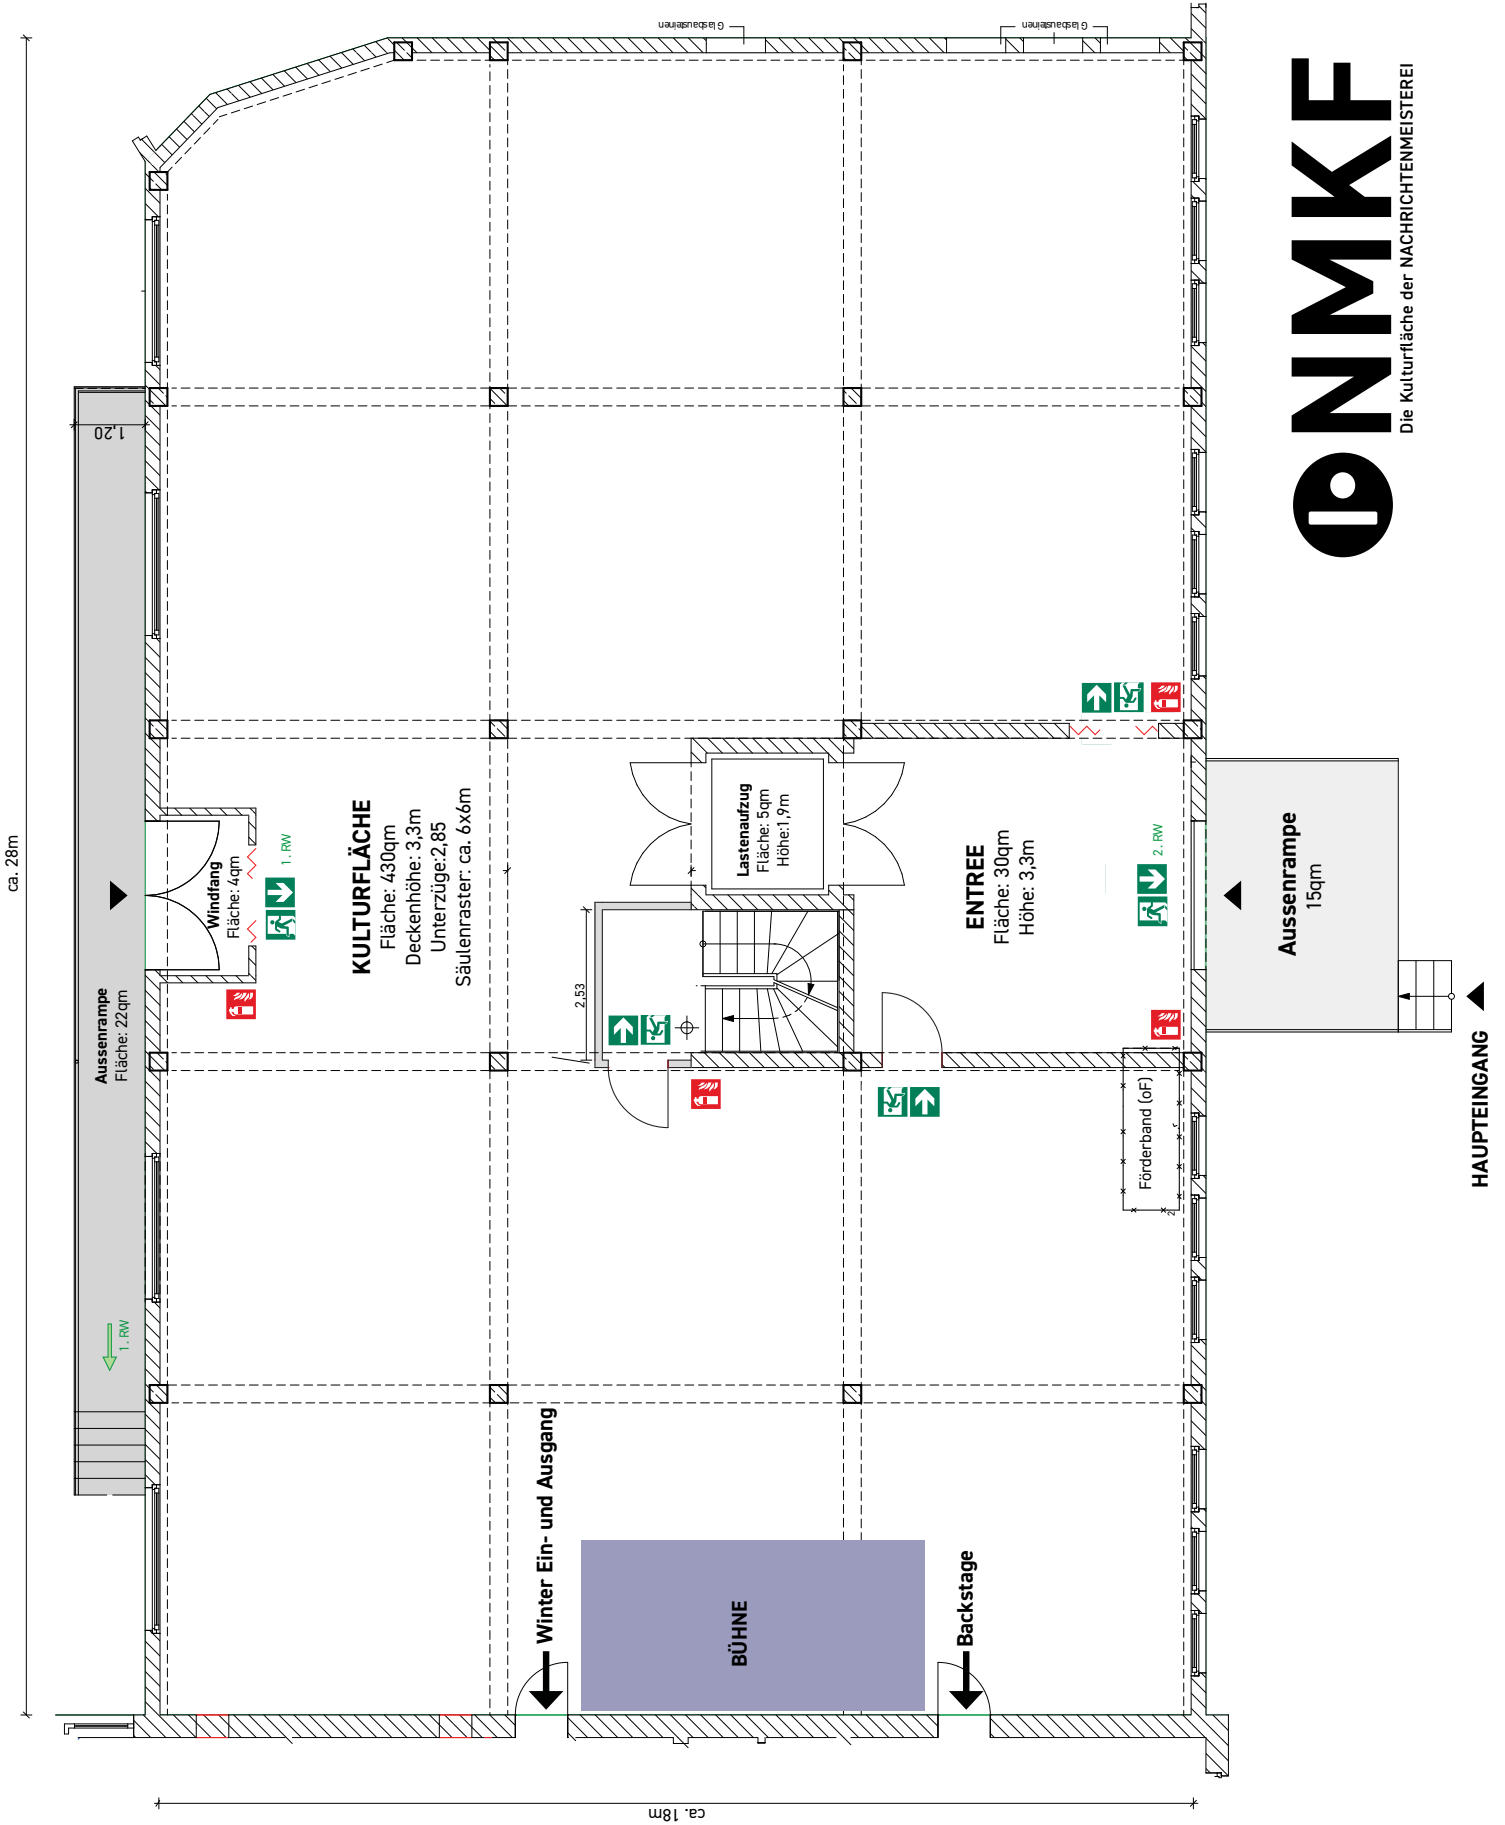 ca. 28m
Glasbausteinen
Glasbausteinen
1,20
Aussenrampe
Fläche: 22qm
1. RW
Windfang
Fläche: 4qm
1. RW
KULTURFLÄCHE
Fläche: 430qm
Deckenhöhe: 3,3m
Unterzüge:2,85
Säulenraster: ca. 6x6m
2,53
Lastenaufzug
Fläche: 5qm
Höhe:1,9m
ENTREE
Fläche: 30qm
Höhe: 3,3m
2. RW
Förderband (oF)
2
Aussenrampe
15qm
HAUPTEINGANG
Winter Ein- und Ausgang
BÜHNE
Backstage
ca. 18m
NMKF
Die Kulturfläche der NACHRICHTENMEISTEREI